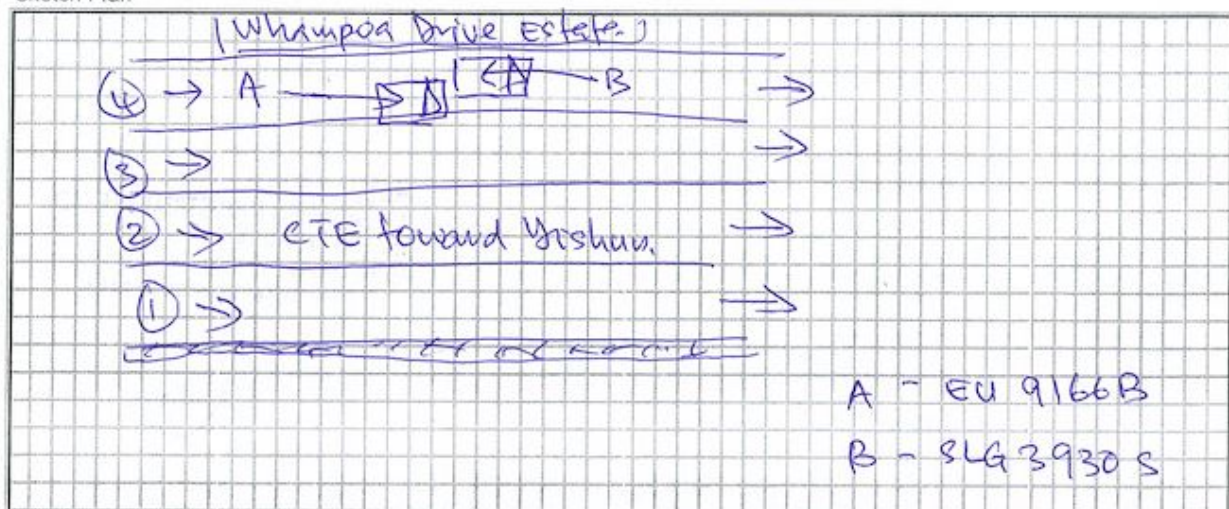 (Whampoa Drive Estate.)
④ → A B →
③ → →
② → CTE toward Yishun. →
① → →
A - EU 9166B
B - SLG 3930 S